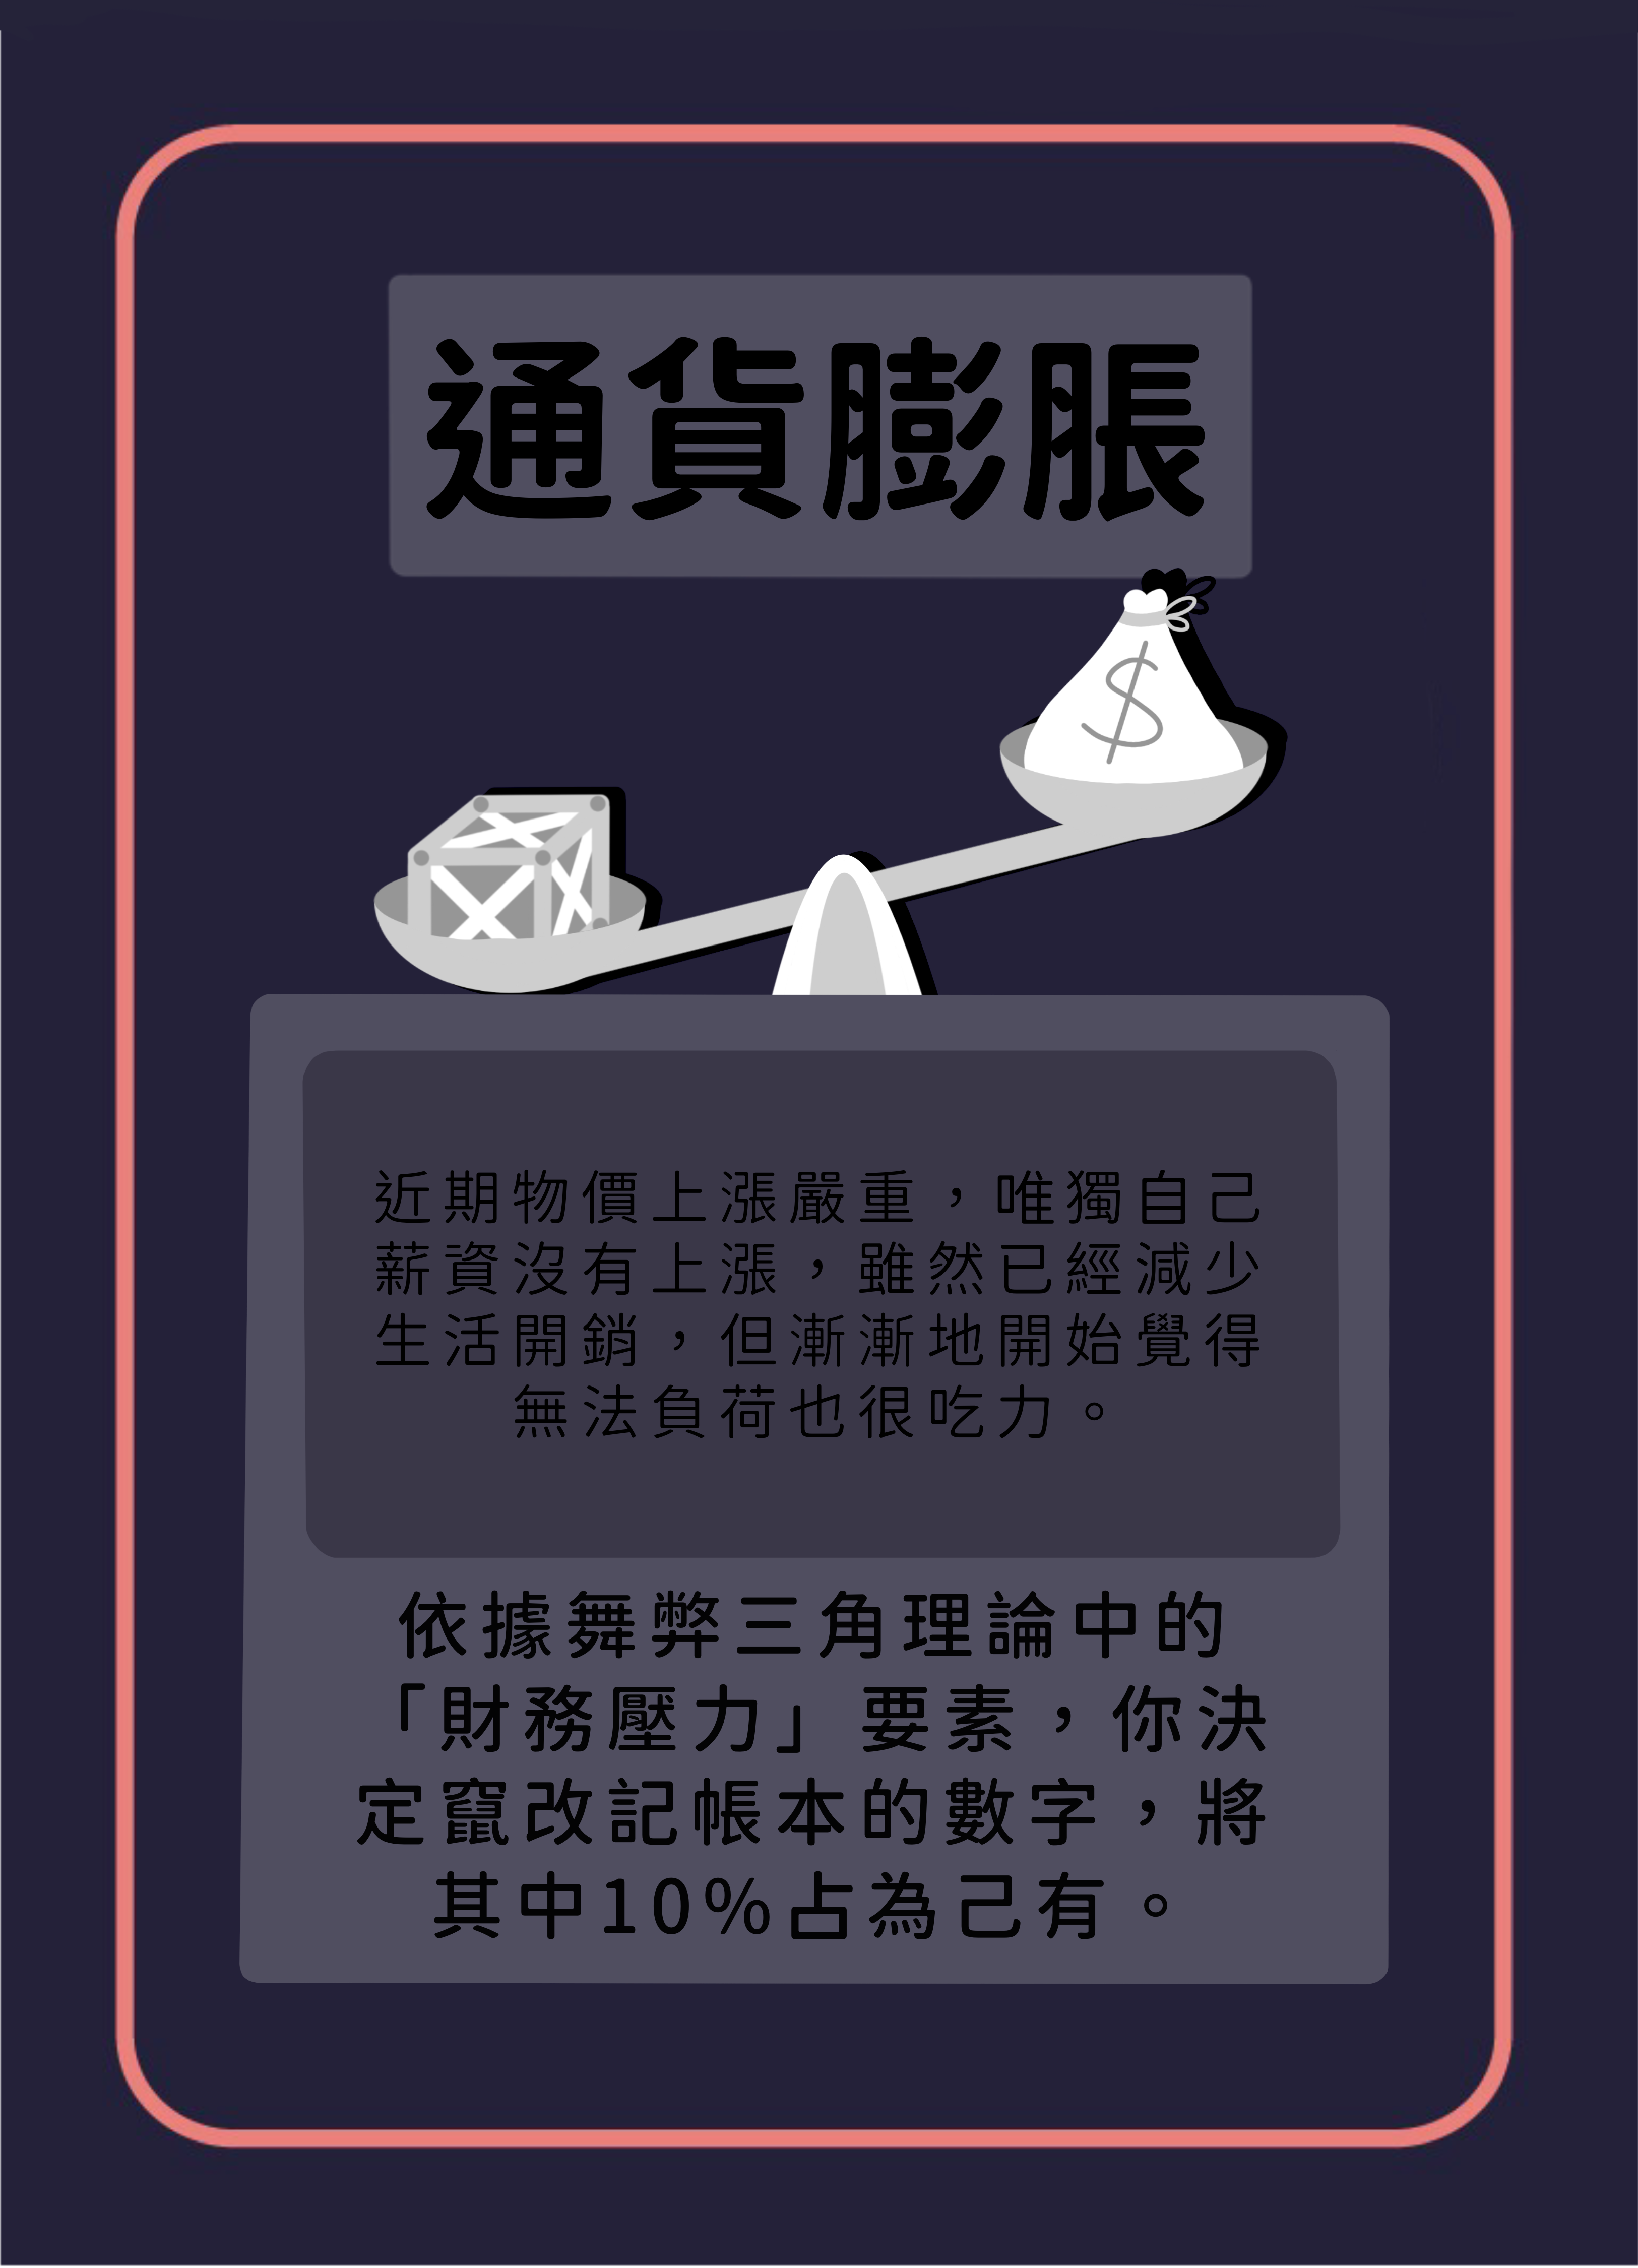 通貨膨脹
$
近期物價上漲嚴重，唯獨自己
薪資沒有上漲，雖然已經減少
生活開銷，但漸漸地開始覺得
無法負荷也很吃力。
依據舞弊三角理論中的
「財務壓力」要素，你決
定竄改記帳本的數字，將
其中10%占為己有。